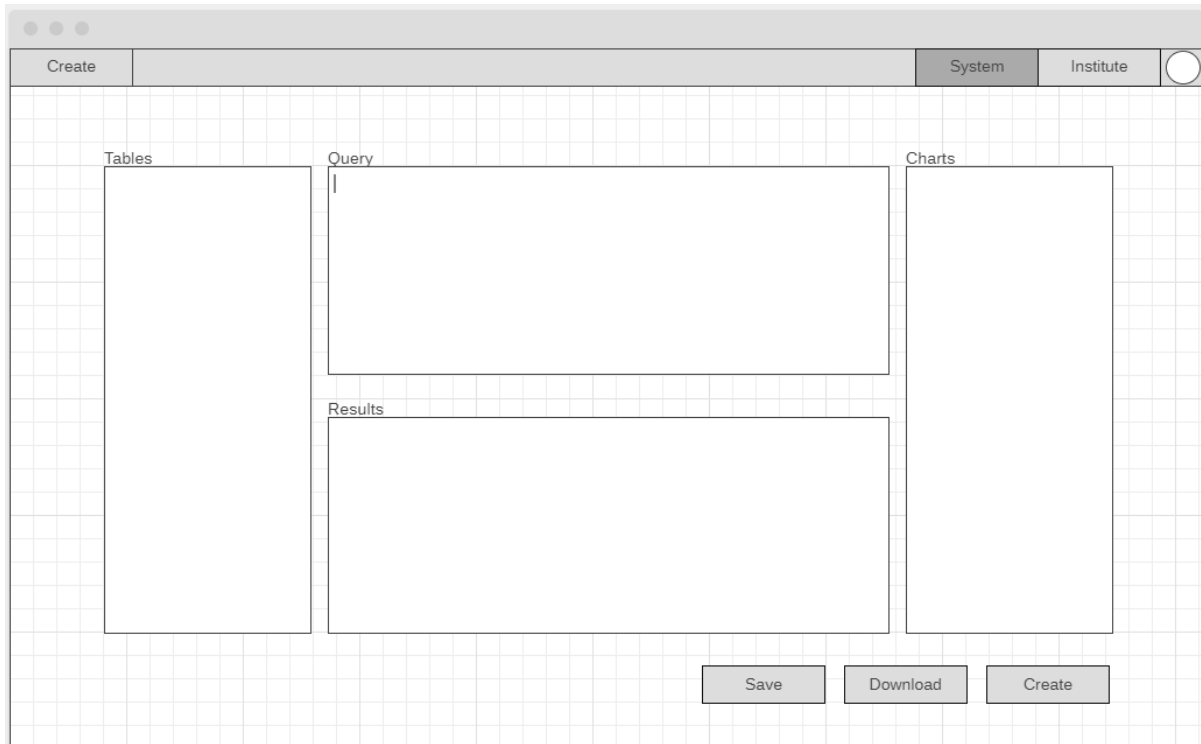 Create
System
Institute
Tables
Query
Charts
Results
Save
Download
Create